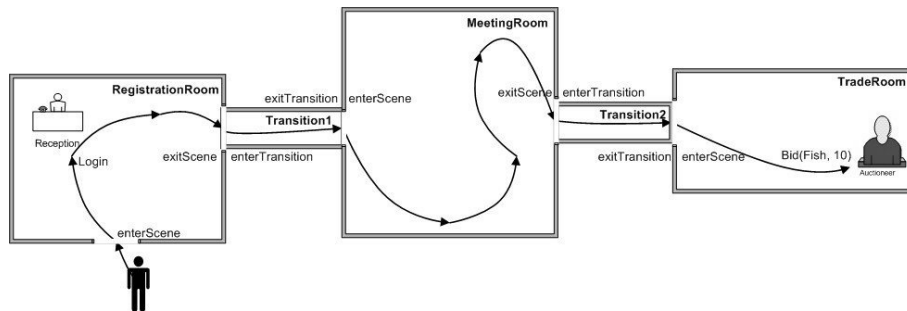 MeetingRoom
RegistrationRoom
TradeRoom
exitTransition
enterScene
exitScene
enterTransition
Transition1
Transition2
Reception
Login
exitScene
enterTransition
exitTransition
enterScene
Bid(Fish, 10)
Auctioneer
enterScene